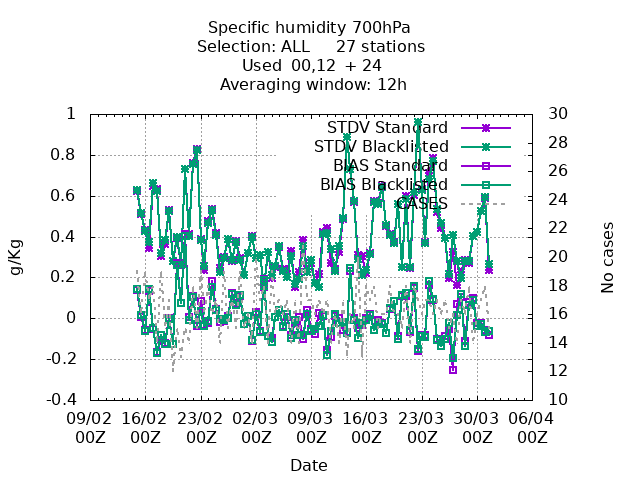 Specific humidity 700hPa
Selection: ALL 27 stations
Used 00,12 + 24
Averaging window: 12h
1 30
STDV Standard
28
STDV Blacklisted
0.8 26
BIAS Standard
BIAS Blacklisted
0.6 24
CASES
22
0.4
g/Kg
No cases
20
0.2 18
16
0
14
-0.2
12
-0.4 10
09/02 16/02 23/02 02/03 09/03 16/03 23/03 30/03 06/04
00Z 00Z 00Z 00Z 00Z 00Z 00Z 00Z 00Z
Date